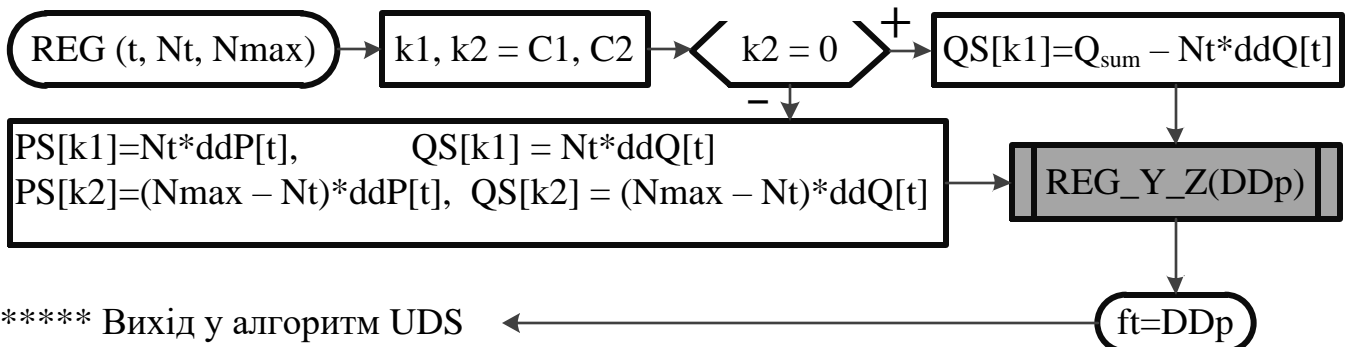 REG (t, Nt, Nmax)
k1, k2 = C1, C2
k2 = 0
+
QS[k1]=Qsum – Nt*ddQ[t]
–
PS[k1]=Nt*ddP[t], QS[k1] = Nt*ddQ[t]
PS[k2]=(Nmax – Nt)*ddP[t], QS[k2] = (Nmax – Nt)*ddQ[t]
REG_Y_Z(DDp)
***** Вихід у алгоритм UDS
ft=DDp